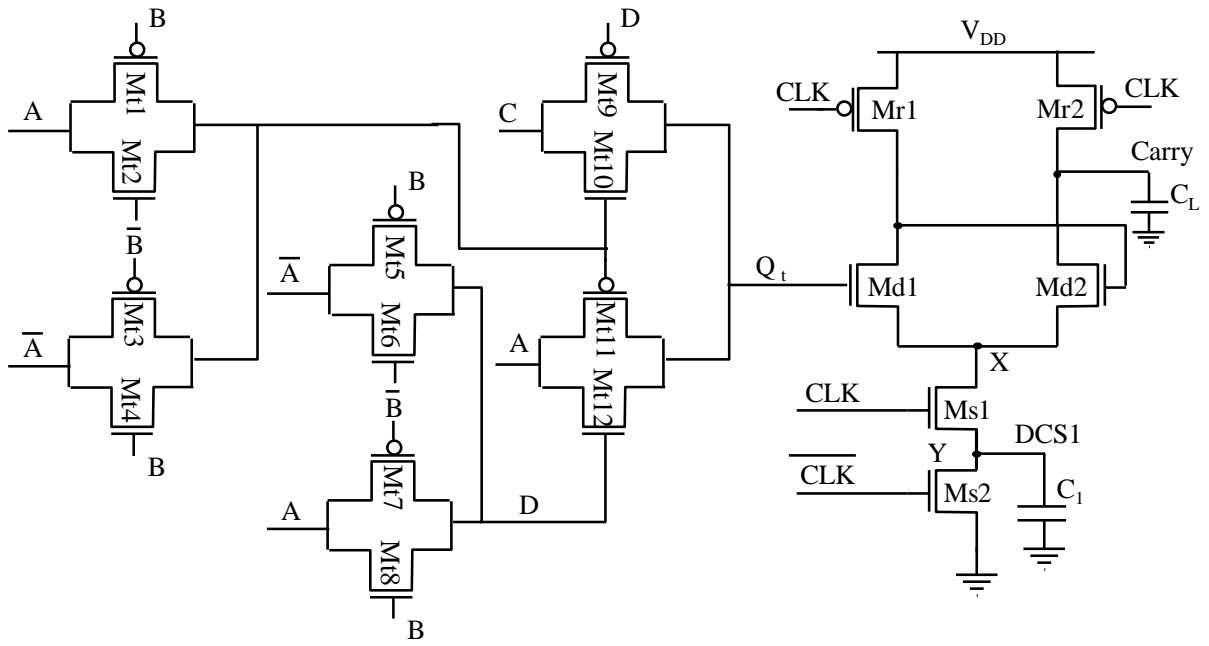 B
D
V_DD
A
Mt1
Mt2
C
Mt9
Mt10
CLK
Mr1
Mr2
CLK
Carry
C_L
B
B̅
A̅
Mt5
Mt6
Q_t
Md1
Md2
A̅
Mt3
Mt4
A
Mt11
Mt12
X
CLK
Ms1
B̅
DCS1
Y
B
C̅L̅K̅
Ms2
C_1
A
Mt7
Mt8
D
B